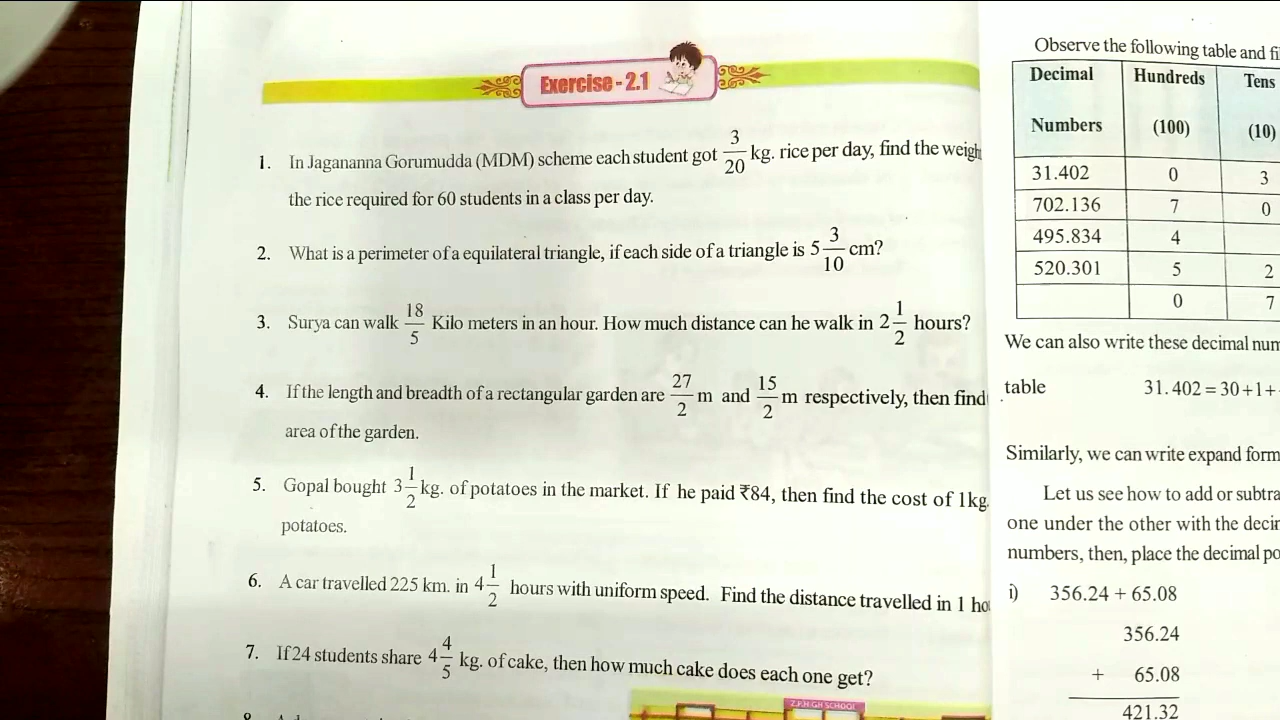 Exercise - 2.1
1. In Jagananna Gorumudda (MDM) scheme each student got 3/20 kg. rice per day, find the weigh
the rice required for 60 students in a class per day.
2. What is a perimeter of a equilateral triangle, if each side of a triangle is 5 3/10 cm?
3. Surya can walk 18/5 Kilo meters in an hour. How much distance can he walk in 2 1/2 hours?
4. If the length and breadth of a rectangular garden are 27/2 m and 15/2 m respectively, then find
area of the garden.
5. Gopal bought 3 1/2 kg. of potatoes in the market. If he paid ₹84, then find the cost of 1kg.
potatoes.
6. A car travelled 225 km. in 4 1/2 hours with uniform speed. Find the distance travelled in 1 ho
7. If 24 students share 4 4/5 kg. of cake, then how much cake does each one get?
Z.P.HIGH SCHOOL
Observe the following table and fi
Decimal Hundreds Tens
Numbers (100) (10)
31.402 0 3
702.136 7 0
495.834 4
520.301 5 2
0 7
We can also write these decimal num
table 31.402 = 30+1+
Similarly, we can write expand form
Let us see how to add or subtra
one under the other with the decim
numbers, then, place the decimal po
i) 356.24 + 65.08
356.24
+ 65.08
421.32